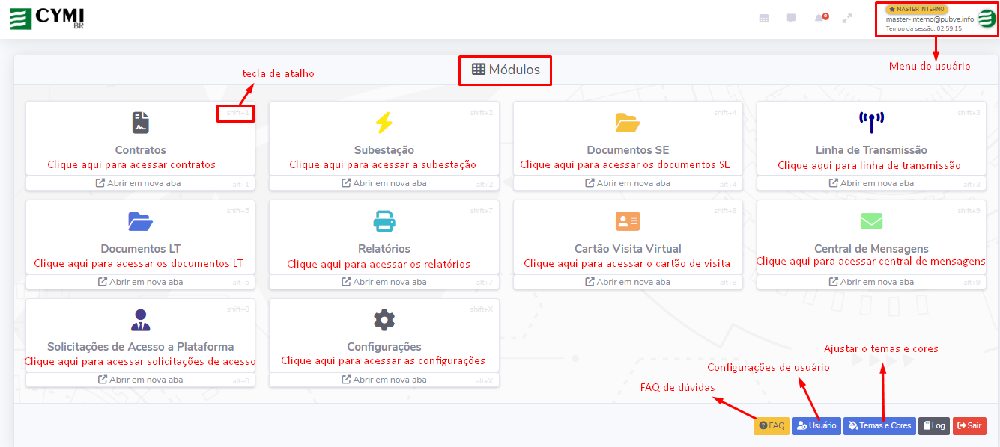 CYMI
BR
8
MASTER INTERNO
master-interno@pubye.info
Tempo da sessão: 02:59:15
Menu do usuário
Módulos
tecla de atalho
shift+1
Contratos
Clique aqui para acessar contratos
Abrir em nova aba
alt+1
shift+2
Subestação
Clique aqui para acessar a subestação
Abrir em nova aba
alt+2
shift+4
Documentos SE
Clique aqui para acessar os documentos SE
Abrir em nova aba
alt+4
shift+3
Linha de Transmissão
Clique aqui para linha de transmissão
Abrir em nova aba
alt+3
shift+5
Documentos LT
Clique aqui para acessar os documentos LT
Abrir em nova aba
alt+5
shift+7
Relatórios
Clique aqui para acessar os relatórios
Abrir em nova aba
alt+7
shift+8
Cartão Visita Virtual
Clique aqui para acessar o cartão de visita
Abrir em nova aba
alt+8
shift+9
Central de Mensagens
Clique aqui para acessar central de mensagens
Abrir em nova aba
alt+9
shift+0
Solicitações de Acesso a Plataforma
Clique aqui para acessar solicitações de acesso
Abrir em nova aba
alt+0
shift+X
Configurações
Clique aqui para acessar as configurações
Abrir em nova aba
alt+X
Ajustar o temas e cores
Configurações de usuário
FAQ de dúvidas
FAQ
Usuário
Temas e Cores
Log
Sair